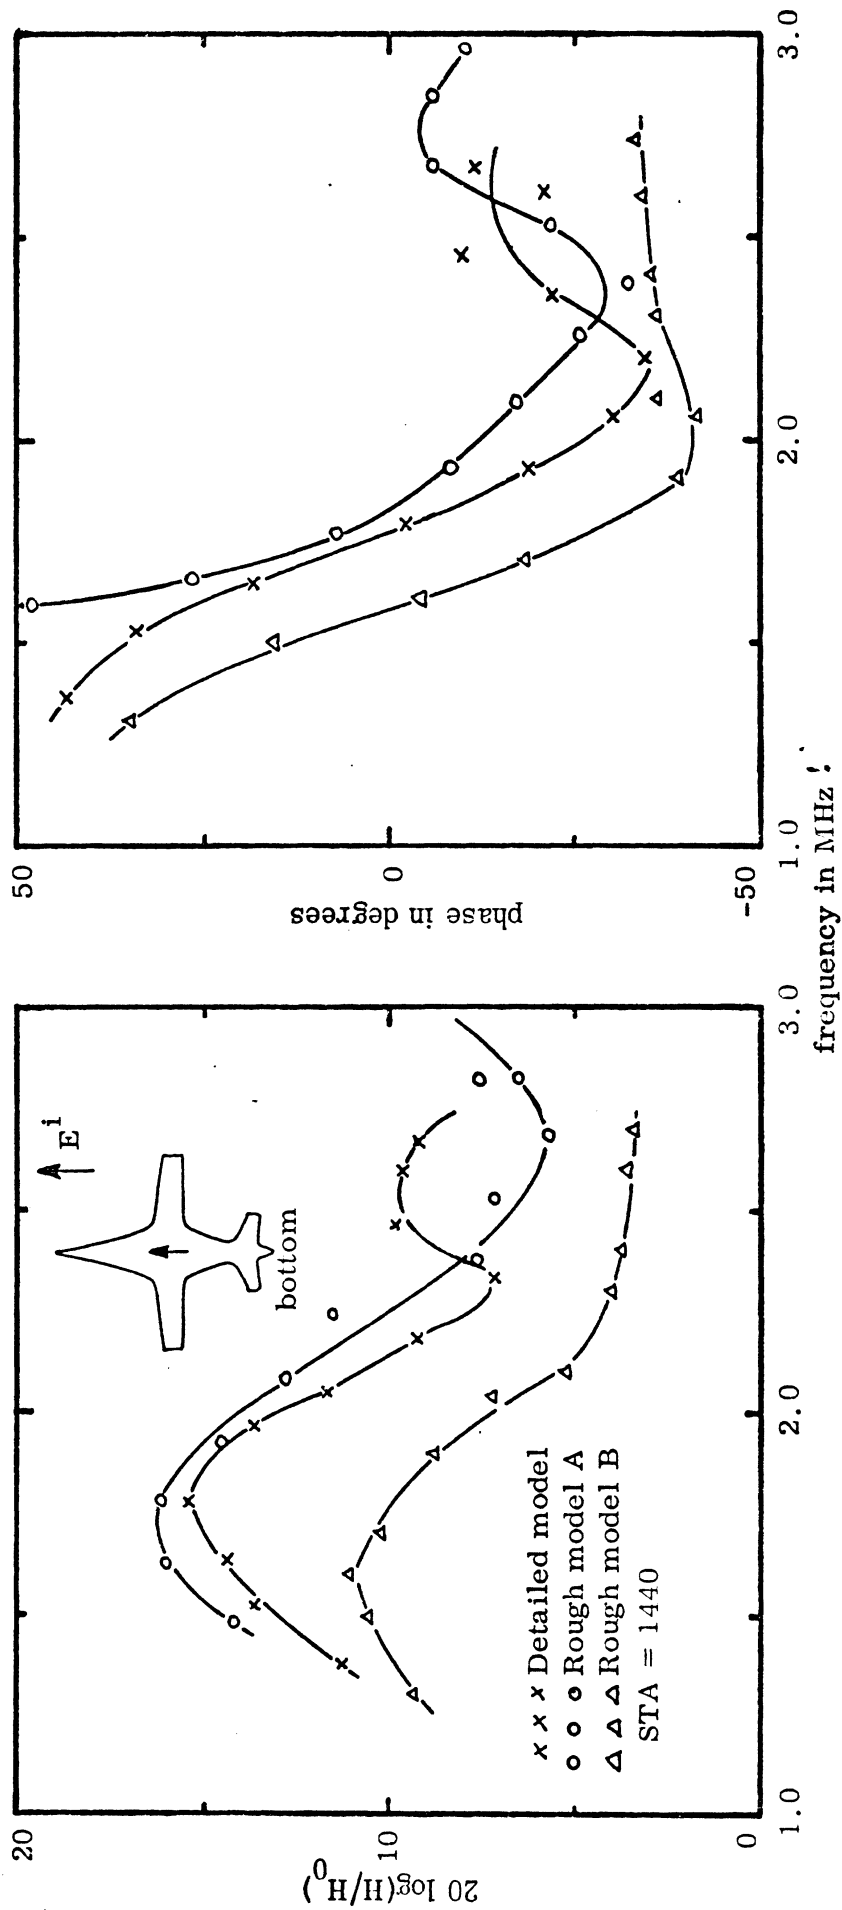 20
10
0
20 log(H/H₀)
1.0
2.0
3.0
Eⁱ
bottom
x x x Detailed model
o o o Rough model A
Δ Δ Δ Rough model B
STA = 1440
50
0
-50
phase in degrees
1.0
2.0
3.0
frequency in MHz